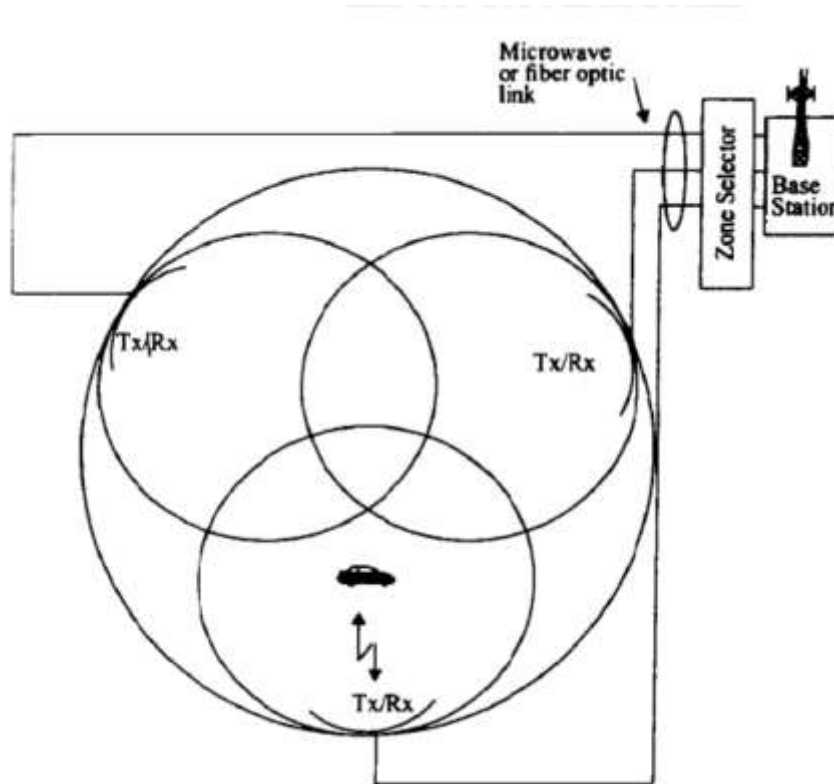 Microwave
or fiber optic
link
Zone Selector
Base
Station
Tx/Rx
Tx/Rx
Tx/Rx